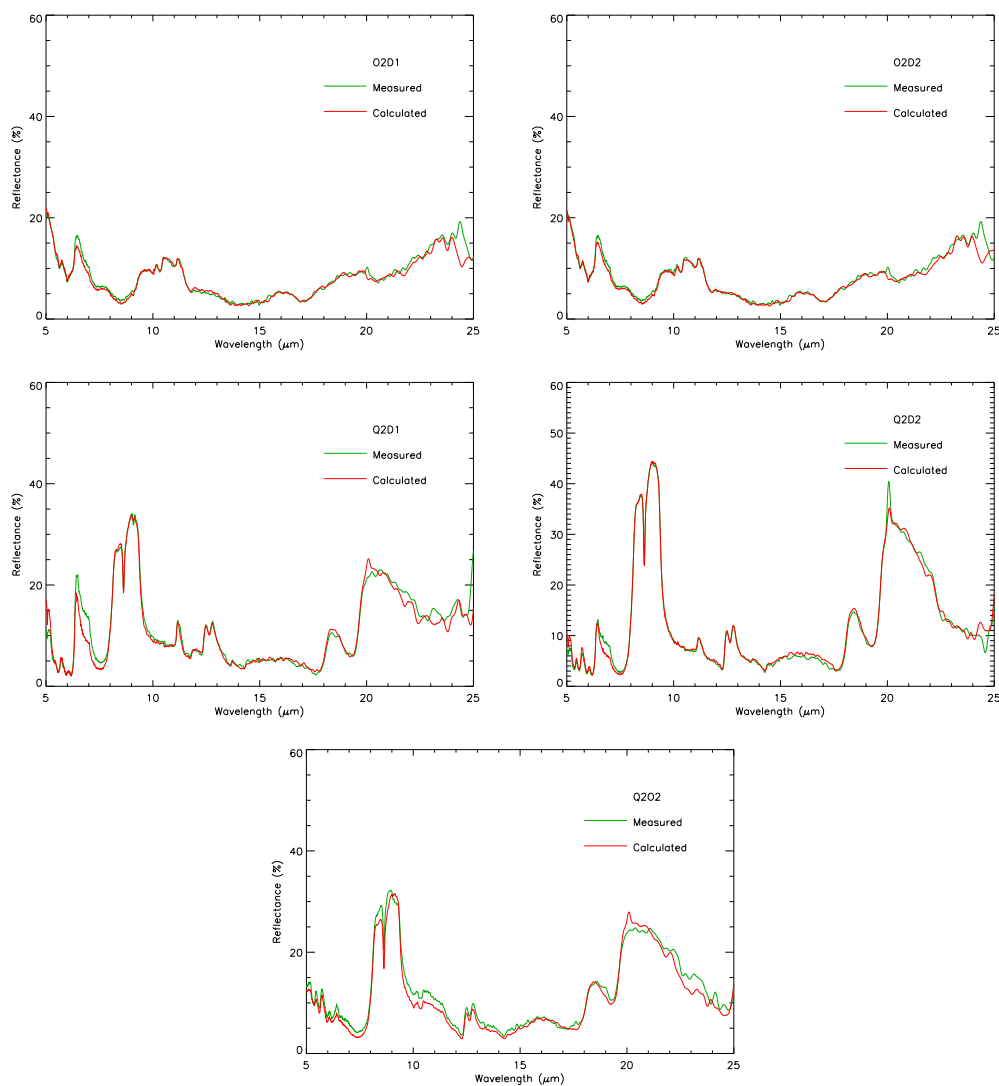 60
40
20
0
Reflectance (%)
O2D1
Measured
Calculated
5
10
15
20
25
Wavelength (μm)
60
40
20
0
Reflectance (%)
O2D2
Measured
Calculated
5
10
15
20
25
Wavelength (μm)
60
40
20
0
Reflectance (%)
Q2D1
Measured
Calculated
5
10
15
20
25
Wavelength (μm)
60
50
40
30
20
10
0
Reflectance (%)
Q2D2
Measured
Calculated
5
10
15
20
25
Wavelength (μm)
60
40
20
0
Reflectance (%)
Q2O2
Measured
Calculated
5
10
15
20
25
Wavelength (μm)